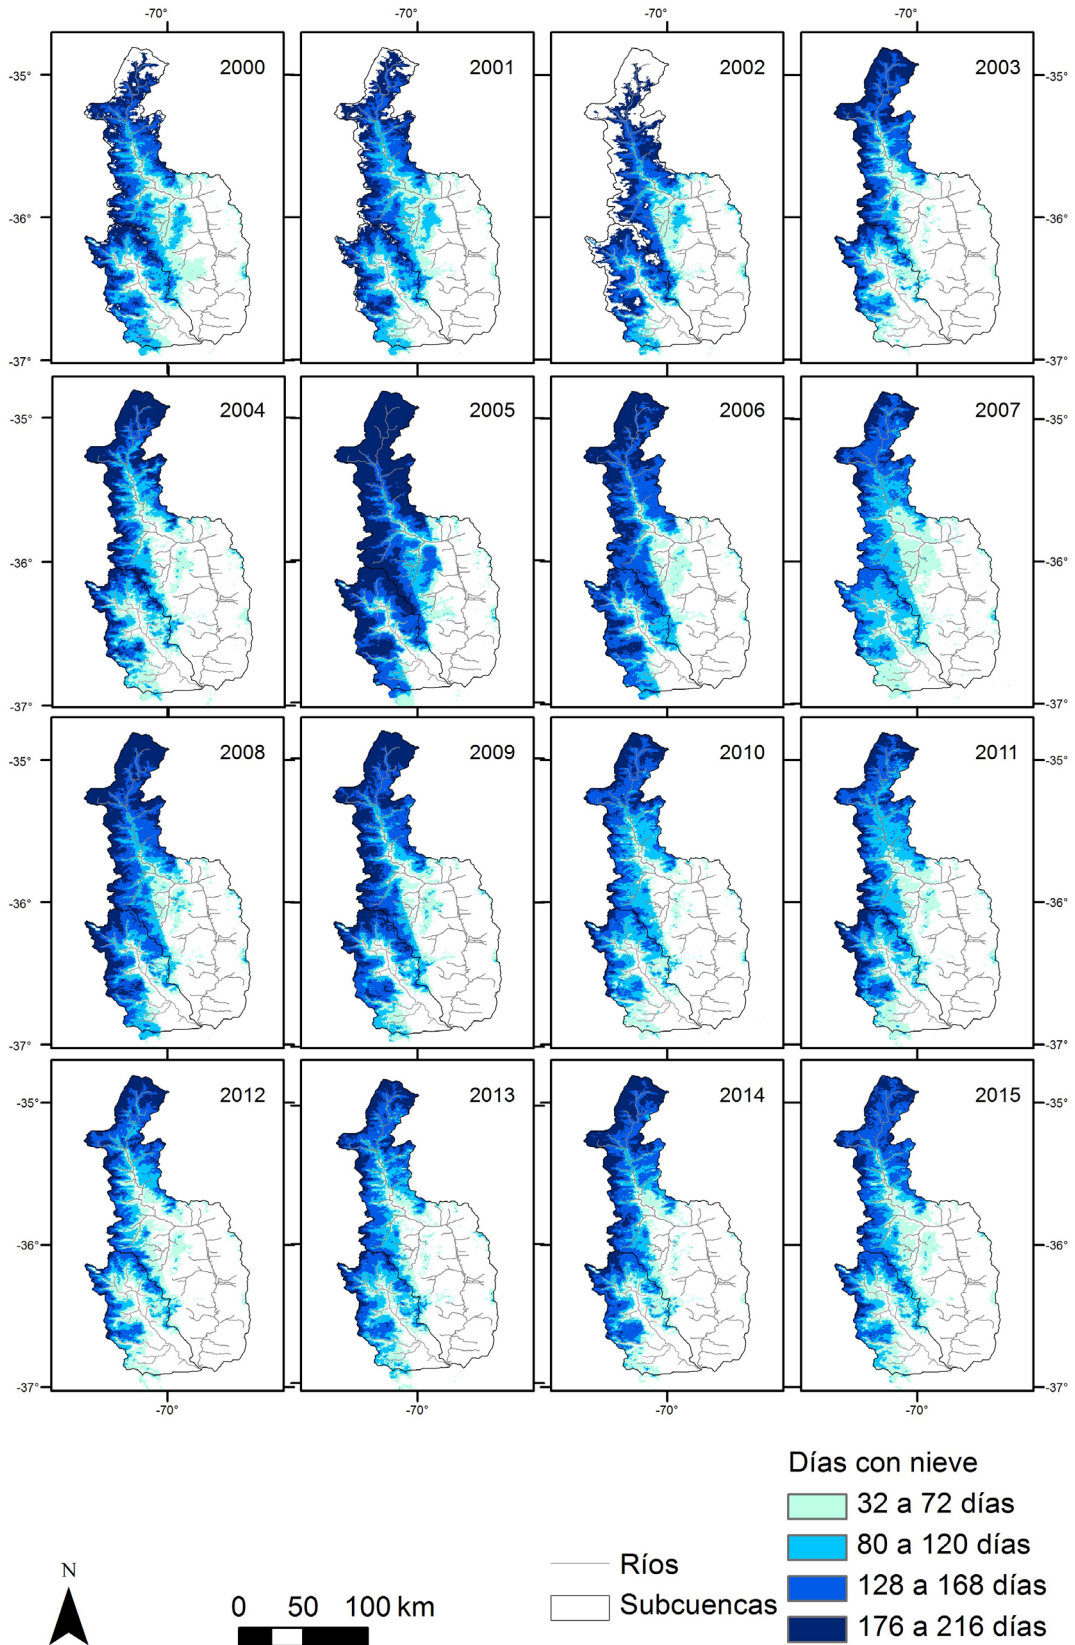 -70° -70° -70° -70°
-35° 2000 2001 2002 2003 -35°
-36° -36°
-37° -37°
-35° 2004 2005 2006 2007 -35°
-36° -36°
-37° -37°
-35° 2008 2009 2010 2011 -35°
-36° -36°
-37° -37°
-35° 2012 2013 2014 2015 -35°
-36° -36°
-37° -37°
-70° -70° -70° -70°
Días con nieve
32 a 72 días
80 a 120 días
128 a 168 días
176 a 216 días
Ríos
Subcuencas
N
0 50 100 km